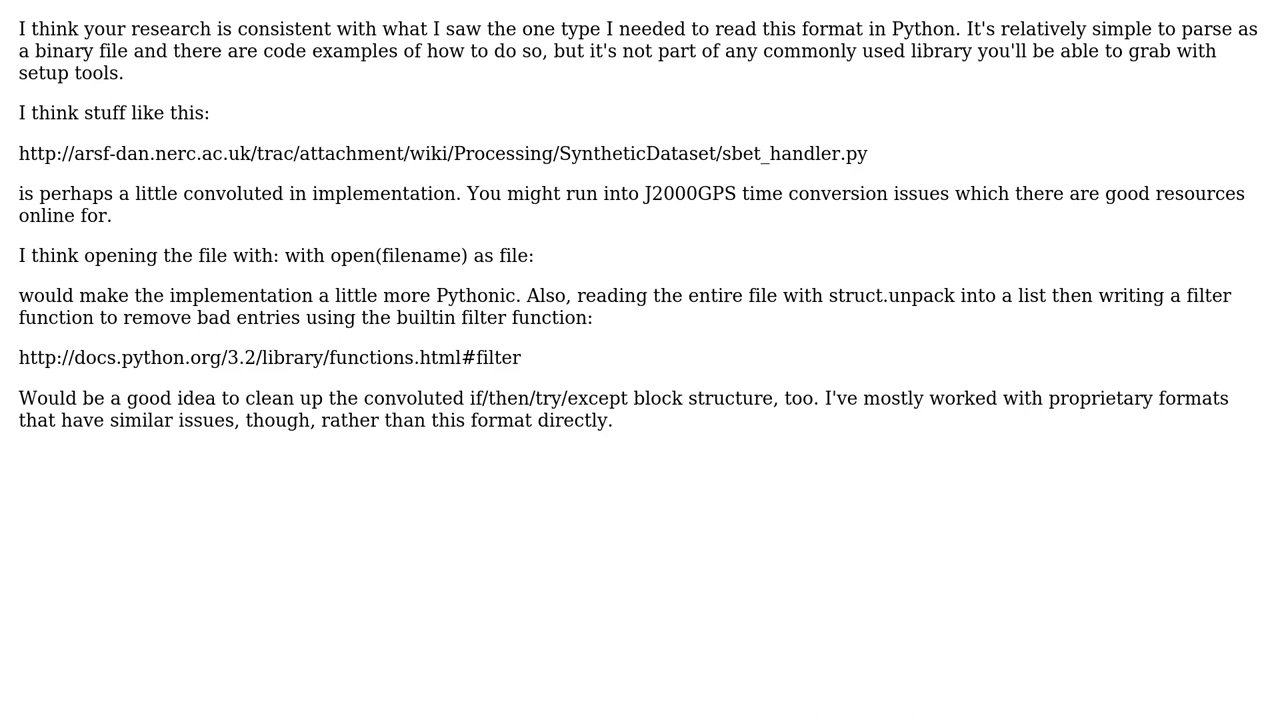 I think your research is consistent with what I saw the one type I needed to read this format in Python. It's relatively simple to parse as
a binary file and there are code examples of how to do so, but it's not part of any commonly used library you'll be able to grab with
setup tools.
I think stuff like this:
http://arsf-dan.nerc.ac.uk/trac/attachment/wiki/Processing/SyntheticDataset/sbet_handler.py
is perhaps a little convoluted in implementation. You might run into J2000GPS time conversion issues which there are good resources
online for.
I think opening the file with: with open(filename) as file:
would make the implementation a little more Pythonic. Also, reading the entire file with struct.unpack into a list then writing a filter
function to remove bad entries using the builtin filter function:
http://docs.python.org/3.2/library/functions.html#filter
Would be a good idea to clean up the convoluted if/then/try/except block structure, too. I've mostly worked with proprietary formats
that have similar issues, though, rather than this format directly.